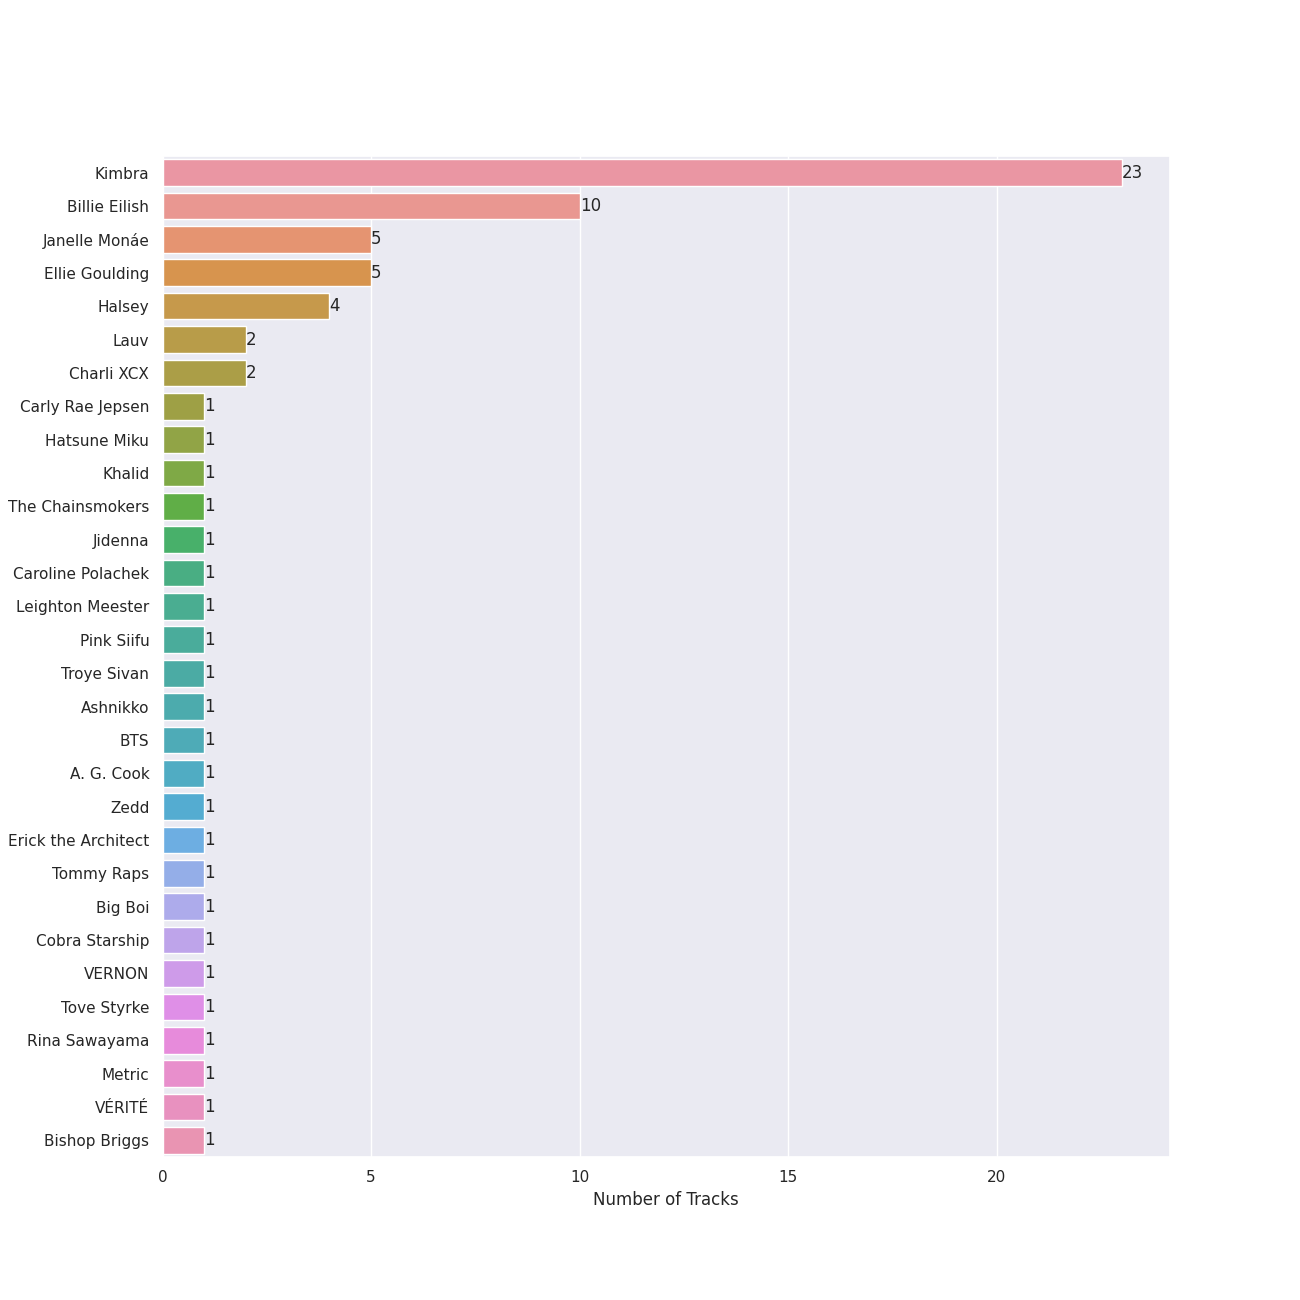 Kimbra 23
Billie Eilish 10
Janelle Monáe 5
Ellie Goulding 5
Halsey 4
Lauv 2
Charli XCX 2
Carly Rae Jepsen 1
Hatsune Miku 1
Khalid 1
The Chainsmokers 1
Jidenna 1
Caroline Polachek 1
Leighton Meester 1
Pink Siifu 1
Troye Sivan 1
Ashnikko 1
BTS 1
A. G. Cook 1
Zedd 1
Erick the Architect 1
Tommy Raps 1
Big Boi 1
Cobra Starship 1
VERNON 1
Tove Styrke 1
Rina Sawayama 1
Metric 1
VÉRITÉ 1
Bishop Briggs 1
0 5 10 15 20
Number of Tracks